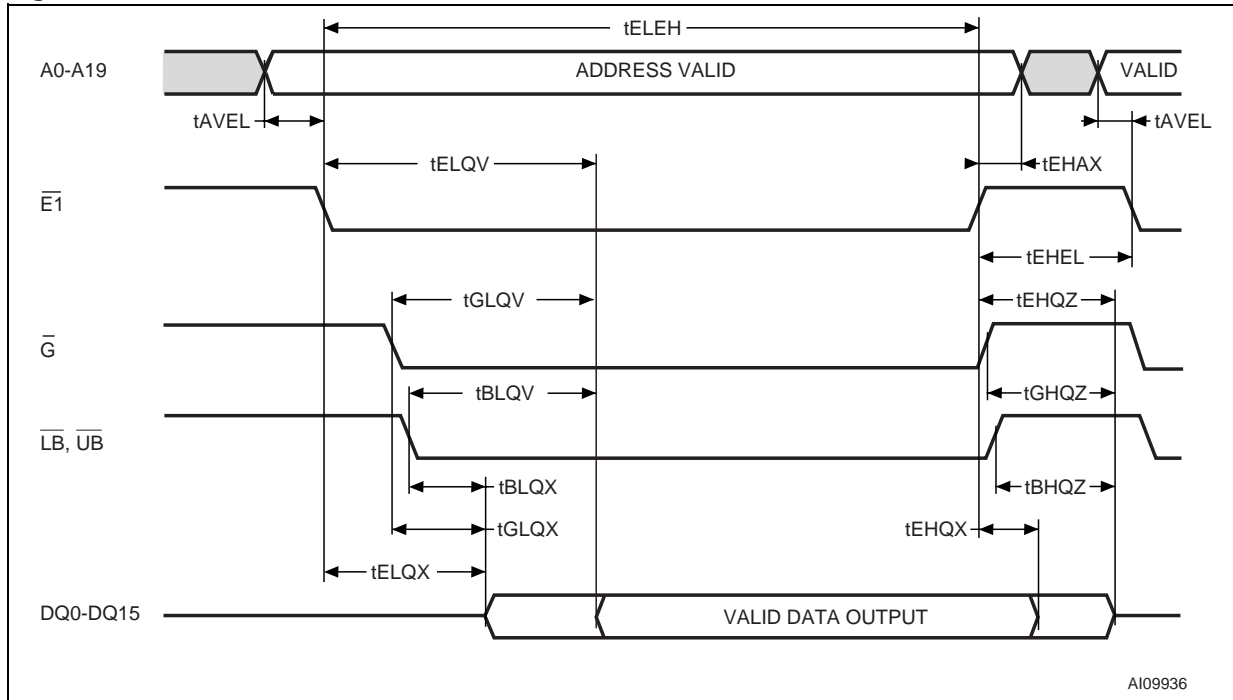 tELEH
A0-A19
ADDRESS VALID
VALID
tAVEL
tAVEL
tELQV
tEHAX
E1
tEHEL
tGLQV
tEHQZ
G
tBLQV
tGHQZ
LB, UB
tBLQX
tBHQZ
tGLQX
tEHQX
tELQX
DQ0-DQ15
VALID DATA OUTPUT
AI09936